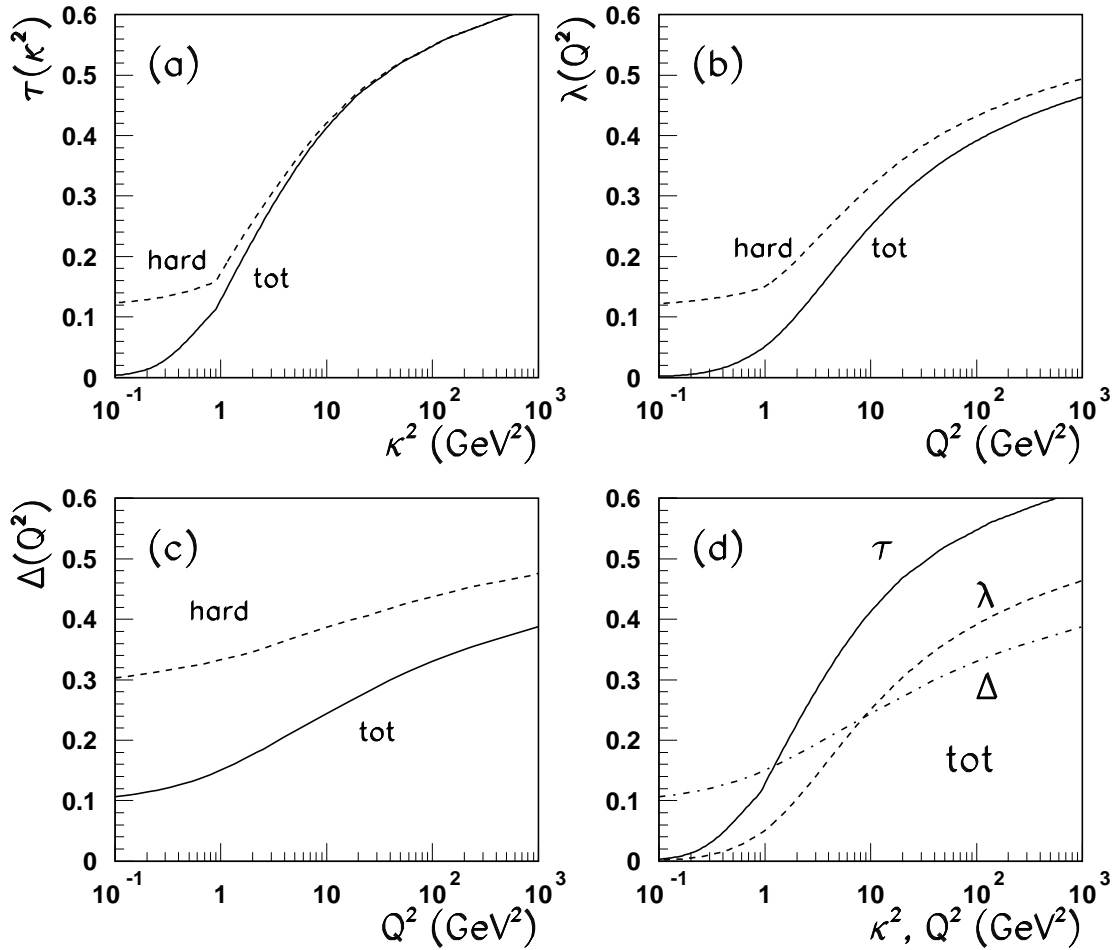 τ(κ²)
0.6
0.5
0.4
0.3
0.2
0.1
0
(a)
hard
tot
10⁻¹ 1 10 10² 10³
κ² (GeV²)
λ(Q²)
0.6
0.5
0.4
0.3
0.2
0.1
0
(b)
hard
tot
10⁻¹ 1 10 10² 10³
Q² (GeV²)
Δ(Q²)
0.6
0.5
0.4
0.3
0.2
0.1
0
(c)
hard
tot
10⁻¹ 1 10 10² 10³
Q² (GeV²)
0.6
0.5
0.4
0.3
0.2
0.1
0
(d)
τ
λ
Δ
tot
10⁻¹ 1 10 10² 10³
κ², Q² (GeV²)